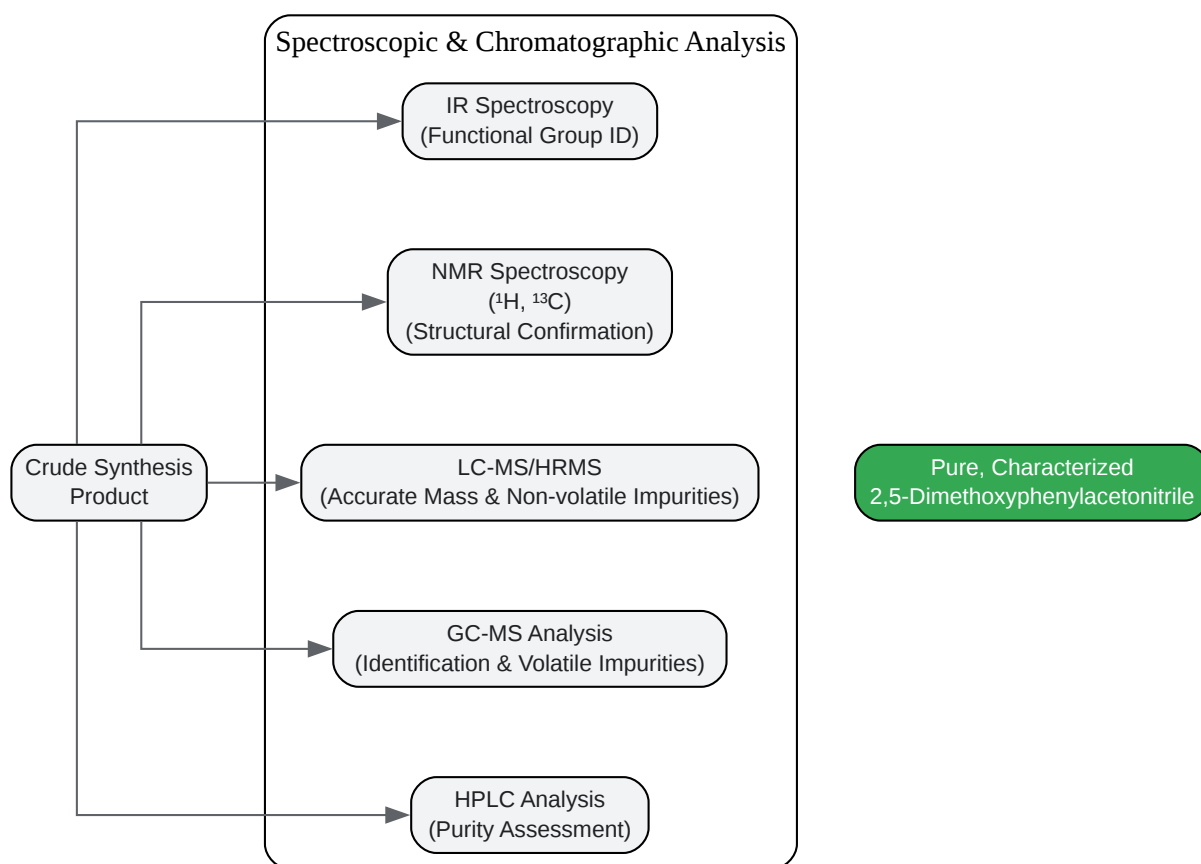 Spectroscopic & Chromatographic Analysis
IR Spectroscopy
(Functional Group ID)
NMR Spectroscopy
(¹H, ¹³C)
(Structural Confirmation)
Crude Synthesis
Product
LC-MS/HRMS
(Accurate Mass & Non-volatile Impurities)
Pure, Characterized
2,5-Dimethoxyphenylacetonitrile
GC-MS Analysis
(Identification & Volatile Impurities)
HPLC Analysis
(Purity Assessment)